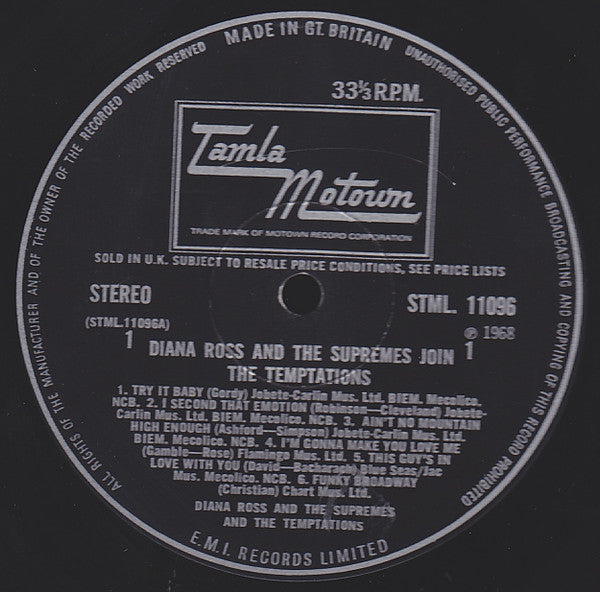 MADE IN GT. BRITAIN
UNAUTHORISED PUBLIC PERFORMANCE BROADCASTING AND COPYING OF THIS RECORD PROHIBITED
ALL RIGHTS OF THE MANUFACTURER AND OF THE OWNER OF THE RECORDED WORK RESERVED
33⅓ R.P.M.
Tamla
Motown
TRADE MARK OF MOTOWN RECORD CORPORATION
SOLD IN U.K. SUBJECT TO RESALE PRICE CONDITIONS, SEE PRICE LISTS
STEREO STML. 11096
(STML.11096A) ℗ 1968
1 DIANA ROSS AND THE SUPREMES JOIN 1
THE TEMPTATIONS
1. TRY IT BABY (Gordy) Jobete-Carlin Mus. Ltd. BIEM. Mecolico.
NCB. 2. I SECOND THAT EMOTION (Robinson—Cleveland) Jobete-
Carlin Mus. Ltd. BIEM. Mecolico. NCB. 3. AIN'T NO MOUNTAIN
HIGH ENOUGH (Ashford—Simpson) Jobete-Carlin Mus. Ltd.
BIEM. Mecolico. NCB. 4. I'M GONNA MAKE YOU LOVE ME
(Gamble—Rose) Flamingo Mus. Ltd. 5. THIS GUY'S IN
LOVE WITH YOU (David—Bacharach) Blue Seas/Jac
Mus. Mecolico. NCB. 6. FUNKY BROADWAY
(Christian) Chart Mus. Ltd.
DIANA ROSS AND THE SUPREMES
AND THE TEMPTATIONS
E.M.I. RECORDS LIMITED